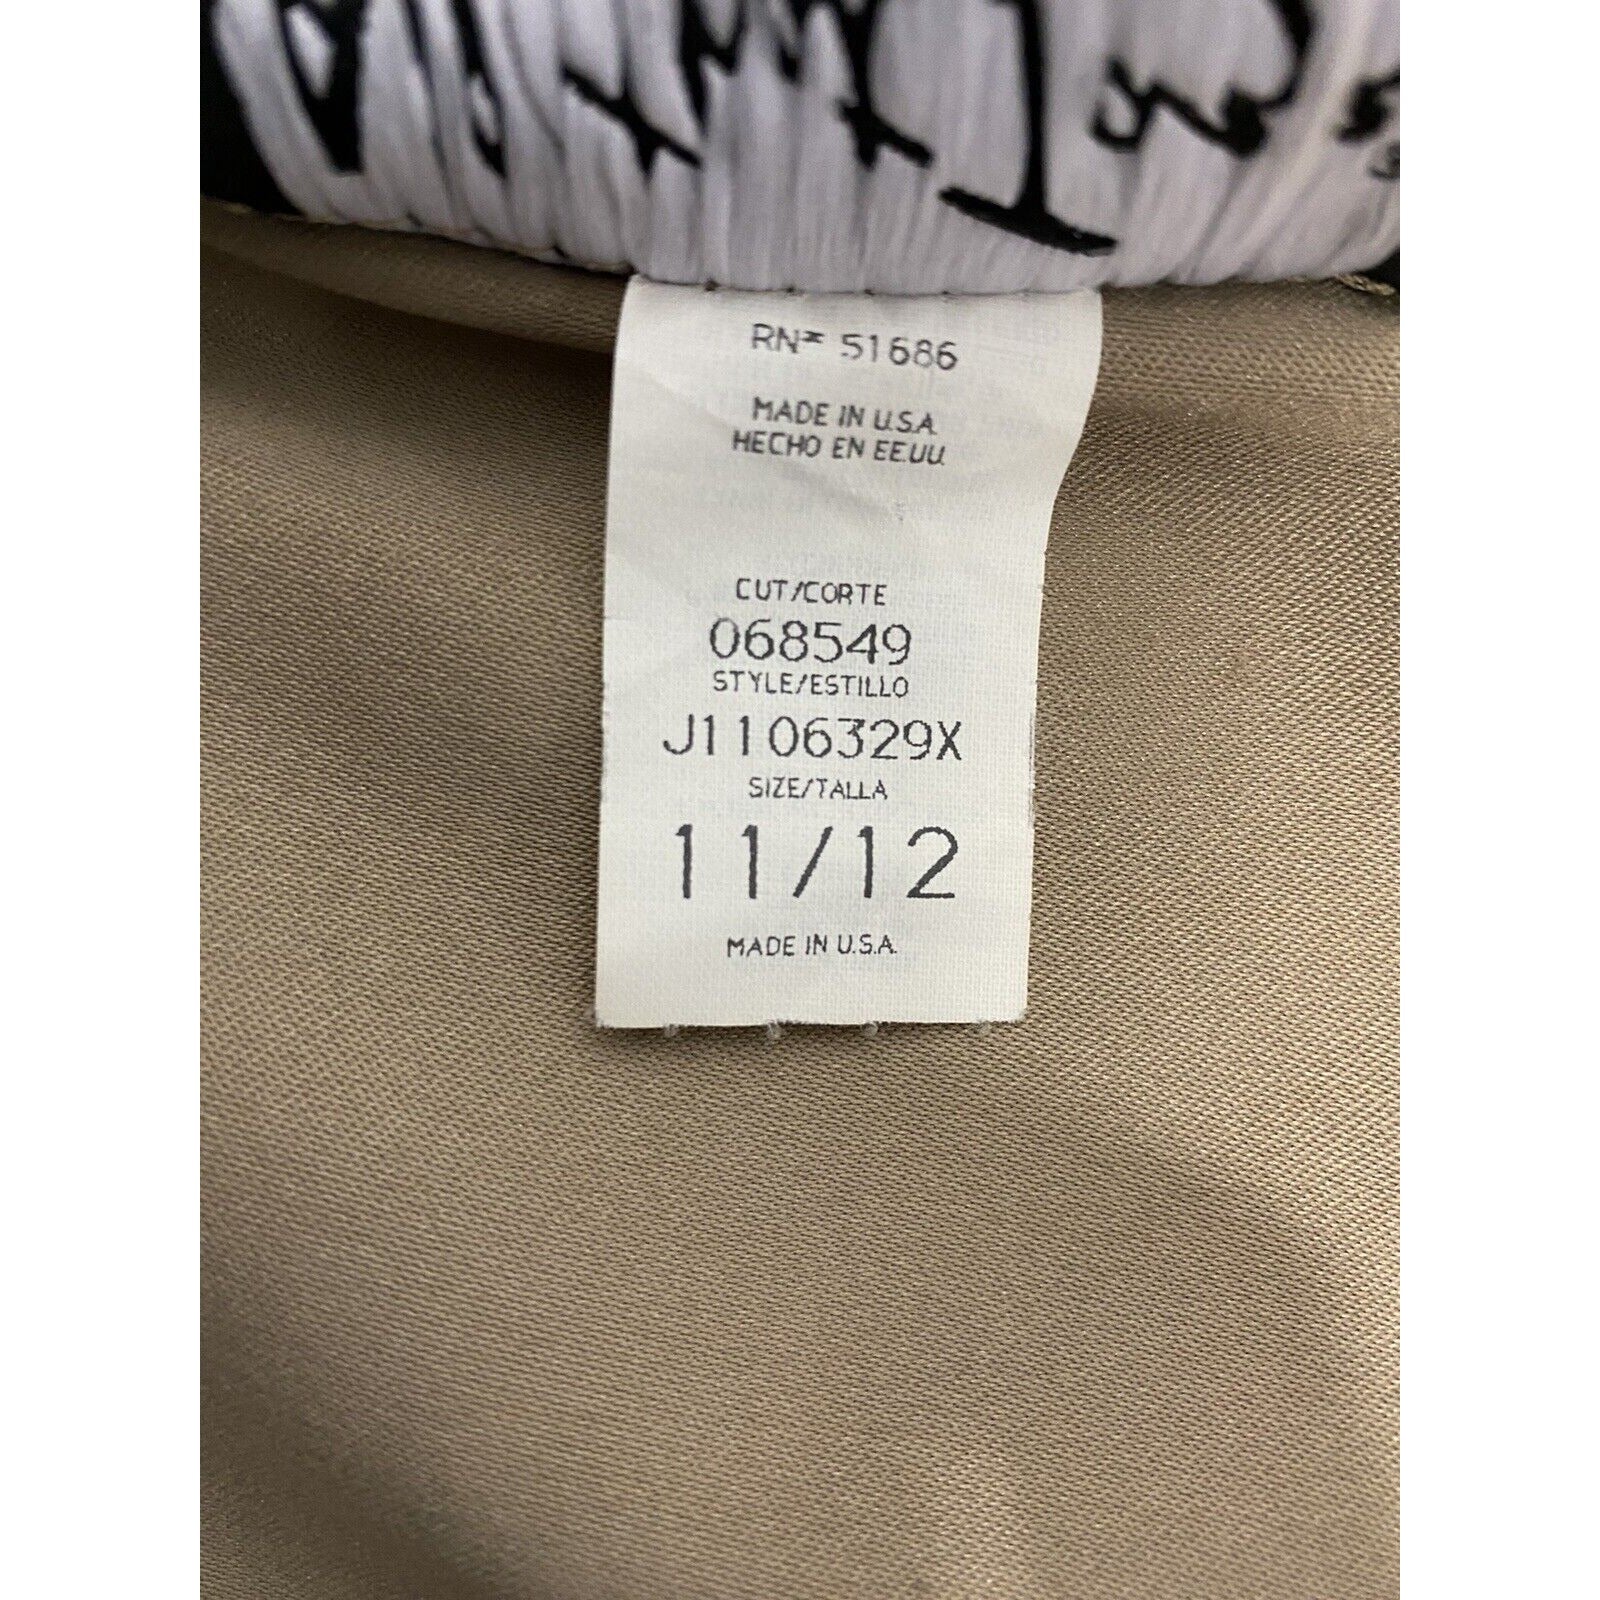 RN# 51686
MADE IN U.S.A.
HECHO EN EE.UU.
CUT/CORTE
068549
STYLE/ESTILLO
J1106329X
SIZE/TALLA
11/12
MADE IN U.S.A.